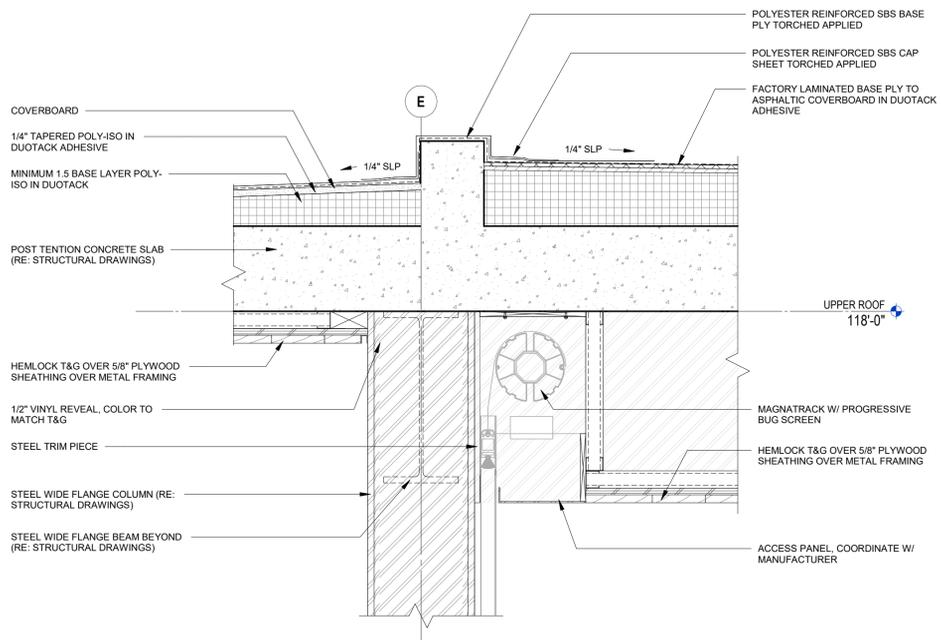 POLYESTER REINFORCED SBS BASE
PLY TORCHED APPLIED
POLYESTER REINFORCED SBS CAP
SHEET TORCHED APPLIED
FACTORY LAMINATED BASE PLY TO
ASPHALTIC COVERBOARD IN DUOTACK
ADHESIVE
COVERBOARD
1/4" TAPERED POLY-ISO IN
DUOTACK ADHESIVE
MINIMUM 1.5 BASE LAYER POLY-
ISO IN DUOTACK
E
1/4" SLP
1/4" SLP
POST TENTION CONCRETE SLAB
(RE: STRUCTURAL DRAWINGS)
UPPER ROOF
118'-0"
HEMLOCK T&G OVER 5/8" PLYWOOD
SHEATHING OVER METAL FRAMING
1/2" VINYL REVEAL, COLOR TO
MATCH T&G
STEEL TRIM PIECE
STEEL WIDE FLANGE COLUMN (RE:
STRUCTURAL DRAWINGS)
STEEL WIDE FLANGE BEAM BEYOND
(RE: STRUCTURAL DRAWINGS)
MAGNATRACK W/ PROGRESSIVE
BUG SCREEN
HEMLOCK T&G OVER 5/8" PLYWOOD
SHEATHING OVER METAL FRAMING
ACCESS PANEL, COORDINATE W/
MANUFACTURER